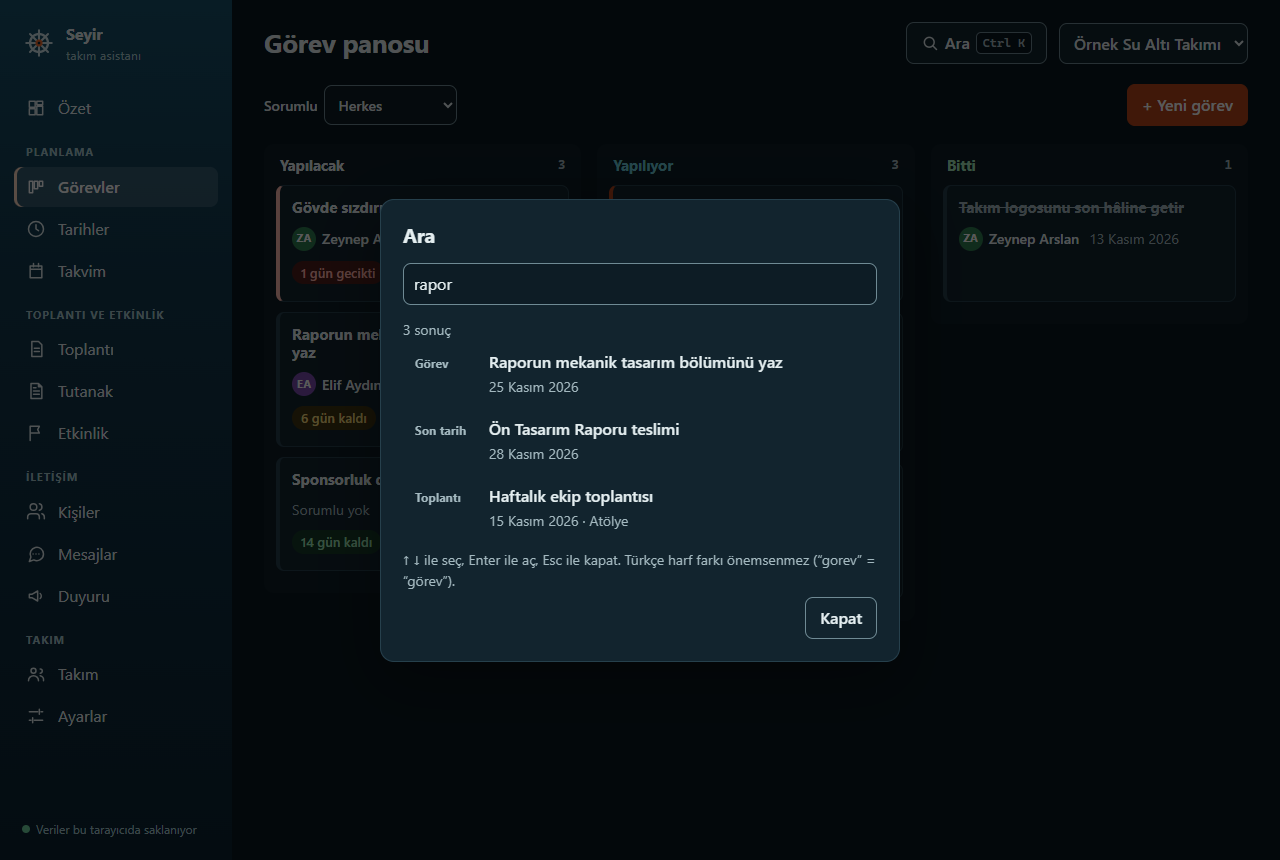 Seyir
takım asistanı
Özet
PLANLAMA
Görevler
Tarihler
Takvim
TOPLANTI VE ETKİNLİK
Toplantı
Tutanak
Etkinlik
İLETİŞİM
Kişiler
Mesajlar
Duyuru
TAKIM
Takım
Ayarlar
Veriler bu tarayıcıda saklanıyor
Görev panosu
Ara Ctrl K
Örnek Su Altı Takımı
Sorumlu Herkes
+ Yeni görev
Yapılacak 3
Gövde
ZA Zeynep
1 gün gecikti
Raporun
yaz
EA Elif Aydın
6 gün kaldı
Sponsorluk
Sorumlu yok
14 gün kaldı
Yapılıyor 3
Bitti 1
Takım logosunu son hâline getir
ZA Zeynep Arslan 13 Kasım 2026
Ara
rapor
3 sonuç
Görev Raporun mekanik tasarım bölümünü yaz
25 Kasım 2026
Son tarih Ön Tasarım Raporu teslimi
28 Kasım 2026
Toplantı Haftalık ekip toplantısı
15 Kasım 2026 · Atölye
↑ ↓ ile seç, Enter ile aç, Esc ile kapat. Türkçe harf farkı önemsenmez (“gorev” =
“görev”).
Kapat